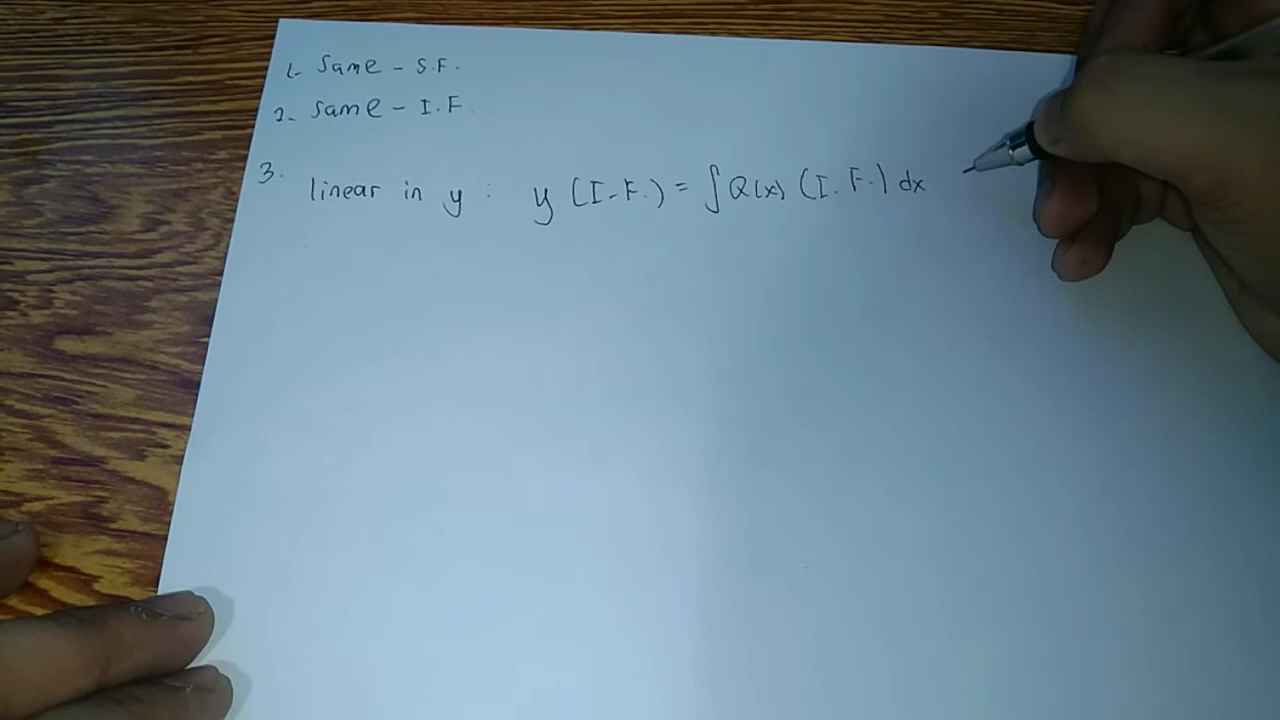 1. Same - S.F.
2. Same - I.F.
3. linear in y : y (I.F.) = ∫ Q(x) (I.F.) dx